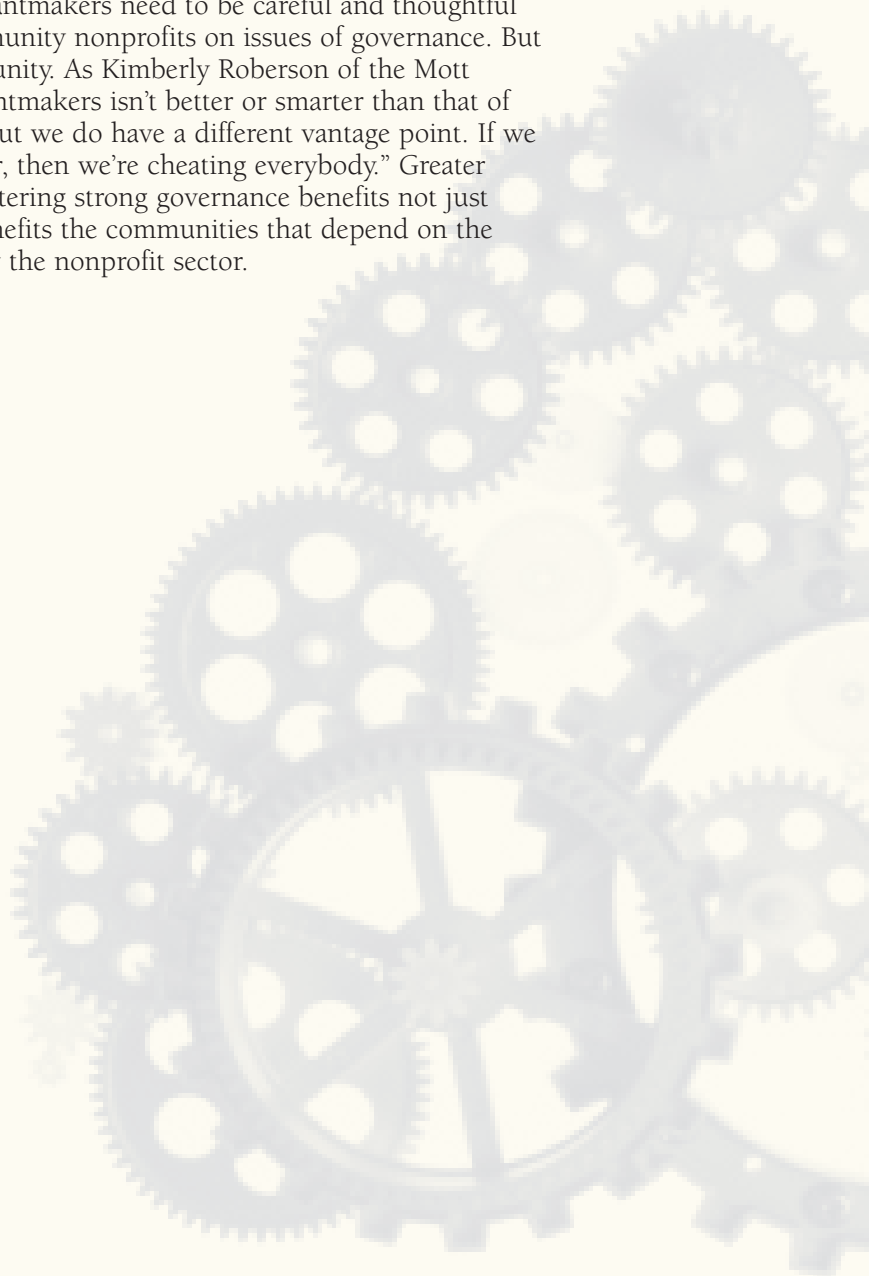 antmakers need to be careful and thoughtful
unity nonprofits on issues of governance. But
unity. As Kimberly Roberson of the Mott
ntmakers isn’t better or smarter than that of
ut we do have a different vantage point. If we
, then we’re cheating everybody.” Greater
tering strong governance benefits not just
nefits the communities that depend on the
the nonprofit sector.